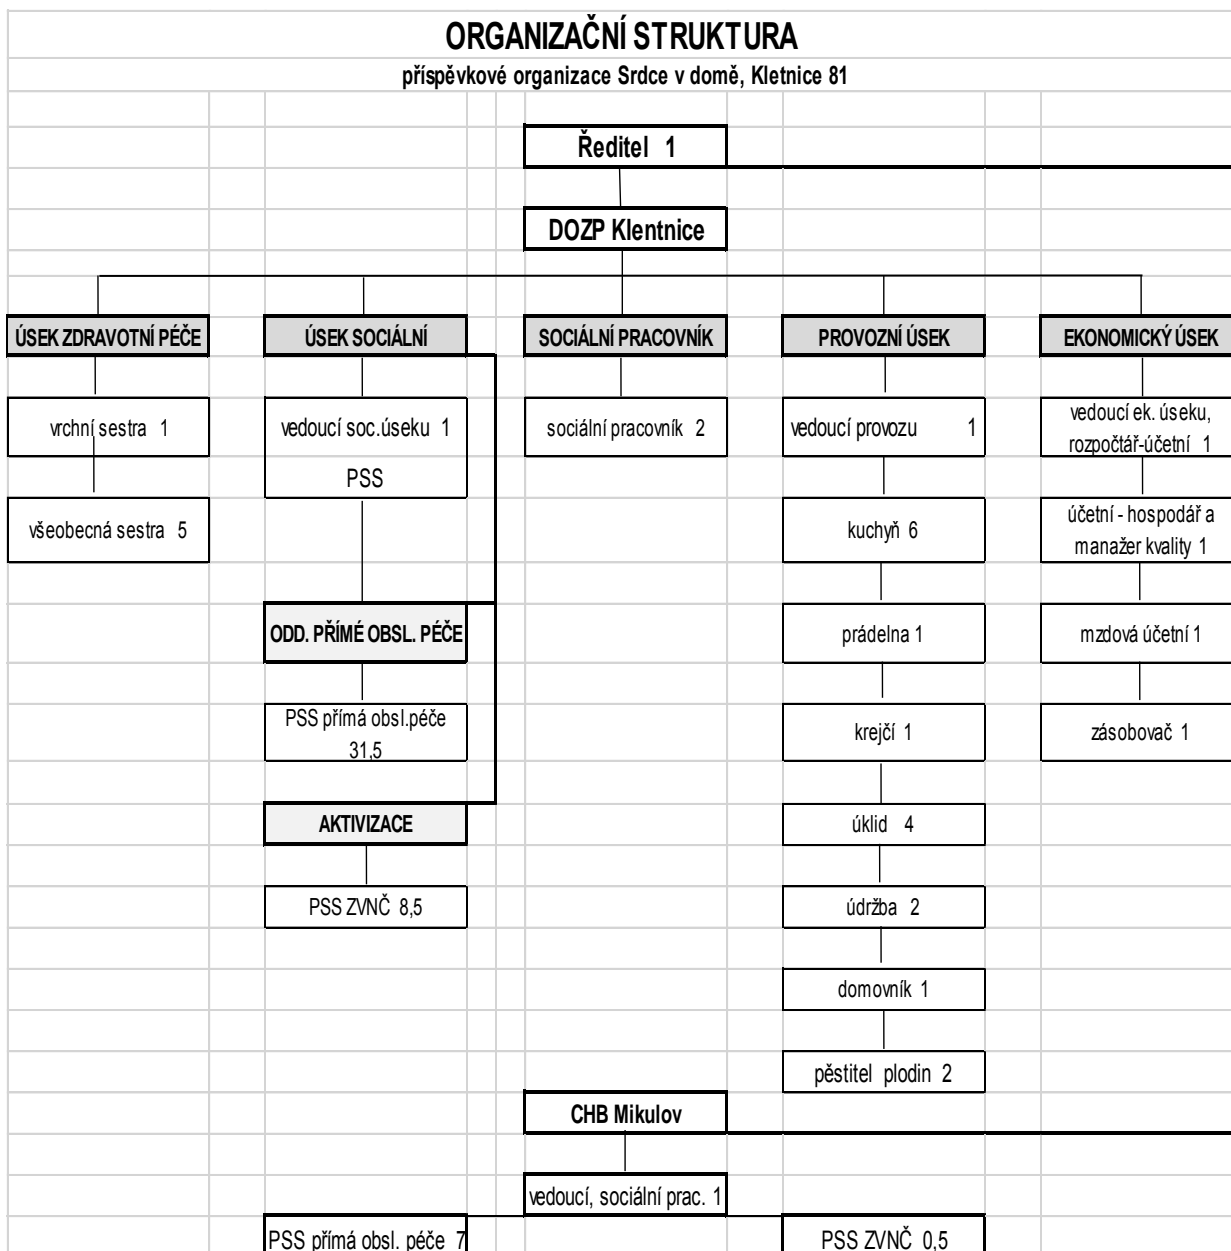 ORGANIZAČNÍ STRUKTURA
příspěvkové organizace Srdce v domě, Kletnice 81
Ředitel 1
DOZP Klentnice
ÚSEK ZDRAVOTNÍ PÉČE
ÚSEK SOCIÁLNÍ
SOCIÁLNÍ PRACOVNÍK
PROVOZNÍ ÚSEK
EKONOMICKÝ ÚSEK
vrchní sestra 1
vedoucí soc.úseku 1
PSS
sociální pracovník 2
vedoucí provozu 1
vedoucí ek. úseku,
rozpočtář-účetní 1
všeobecná sestra 5
kuchyň 6
účetní - hospodář a
manažer kvality 1
ODD. PŘÍMÉ OBSL. PÉČE
prádelna 1
mzdová účetní 1
PSS přímá obsl.péče
31,5
krejčí 1
zásobovač 1
AKTIVIZACE
úklid 4
PSS ZVNČ 8,5
údržba 2
domovník 1
pěstitel plodin 2
CHB Mikulov
vedoucí, sociální prac. 1
PSS přímá obsl. péče 7
PSS ZVNČ 0,5